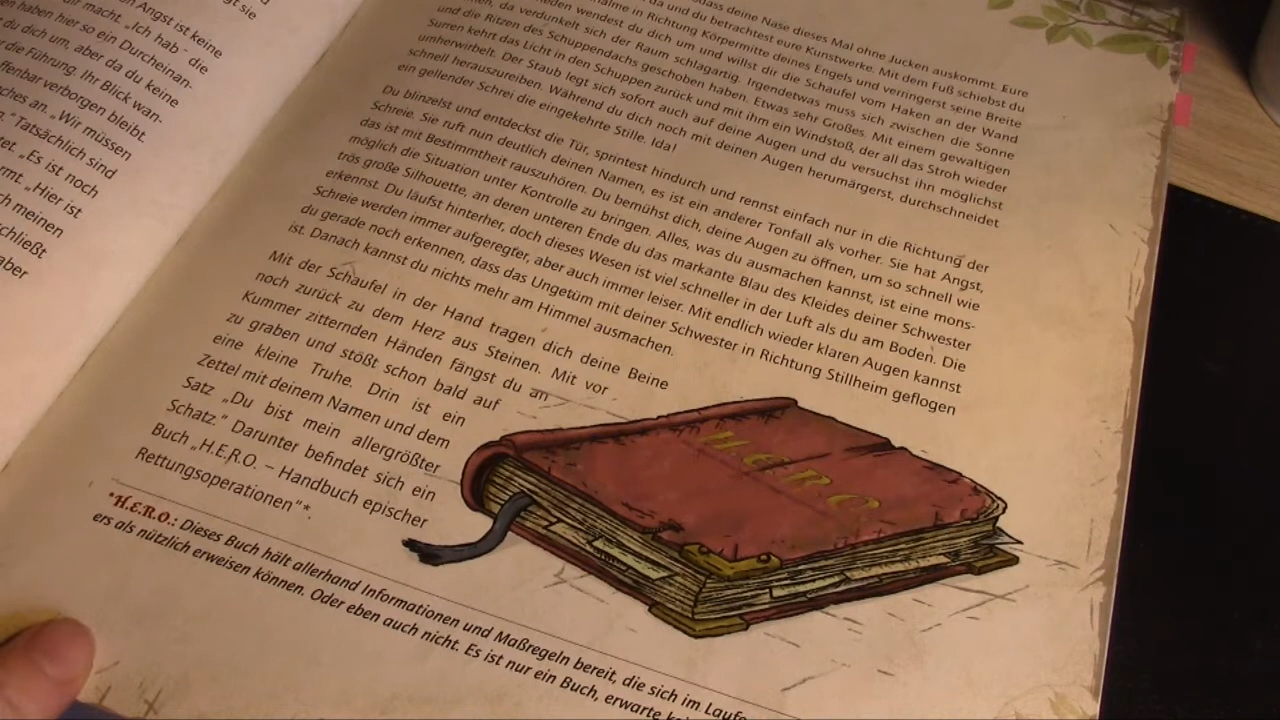 Angst ist keine
macht. „Ich hab - die
haben hier so ein Durcheinan-
du dich um, aber da du keine
die Führung. Ihr Blick wan-
offenbar verborgen bleibt.
an. „Wir müssen
Tatsächlich sind
„Es ist noch
„Hier ist
meinen
schließt
aber
deine Nase dieses Mal ohne Jucken auskommt. Eure
da und du betrachtest eure Kunstwerke. Mit dem Fuß schiebst du
in Richtung Körpermitte deines Engels und verringerst seine Breite
wendest du dich um und willst dir die Schaufel vom Haken an der Wand
da verdunkelt sich der Raum schlagartig. Irgendetwas muss sich zwischen die Sonne
und die Ritzen des Schuppendachs geschoben haben. Etwas sehr Großes. Mit einem gewaltigen
Surren kehrt das Licht in den Schuppen zurück und mit ihm ein Windstoß, der all das Stroh wieder
umherwirbelt. Der Staub legt sich sofort auch auf deine Augen und du versuchst ihn möglichst
schnell herauszureiben. Während du dich noch mit deinen Augen herumärgerst, durchschneidet
ein gellender Schrei die eingekehrte Stille. Ida!
Du blinzelst und entdeckst die Tür, sprintest hindurch und rennst einfach nur in die Richtung der
Schreie. Sie ruft nun deutlich deinen Namen, es ist ein anderer Tonfall als vorher. Sie hat Angst,
das ist mit Bestimmtheit rauszuhören. Du bemühst dich, deine Augen zu öffnen, um so schnell wie
möglich die Situation unter Kontrolle zu bringen. Alles, was du ausmachen kannst, ist eine mons-
trös große Silhouette, an deren unteren Ende du das markante Blau des Kleides deiner Schwester
erkennst. Du läufst hinterher, doch dieses Wesen ist viel schneller in der Luft als du am Boden. Die
Schreie werden immer aufgeregter, aber auch immer leiser. Mit endlich wieder klaren Augen kannst
du gerade noch erkennen, dass das Ungetüm mit deiner Schwester in Richtung Stillheim geflogen
ist. Danach kannst du nichts mehr am Himmel ausmachen.
Mit der Schaufel in der Hand tragen dich deine Beine
noch zurück zu dem Herz aus Steinen. Mit vor
Kummer zitternden Händen fängst du an
zu graben und stößt schon bald auf
eine kleine Truhe. Drin ist ein
Zettel mit deinem Namen und dem
Satz „Du bist mein allergrößter
Schatz.“ Darunter befindet sich ein
Buch „H.E.R.O. – Handbuch epischer
Rettungsoperationen“*.
H.E.R.O
*H.E.R.O.: Dieses Buch hält allerhand Informationen und Maßregeln bereit, die sich im Laufe
ers als nützlich erweisen können. Oder eben auch nicht. Es ist nur ein Buch, erwarte